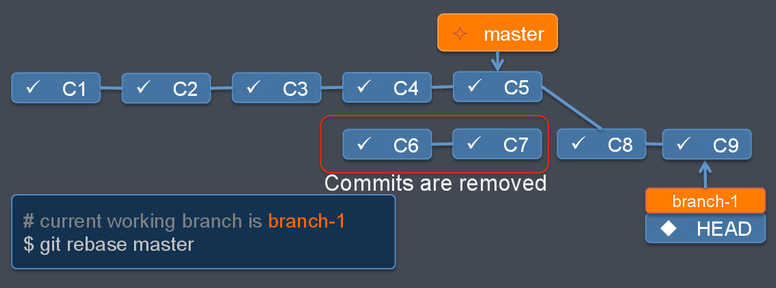 master
C1 C2 C3 C4 C5
C6 C7 C8 C9
Commits are removed
branch-1
HEAD
# current working branch is branch-1
$ git rebase master